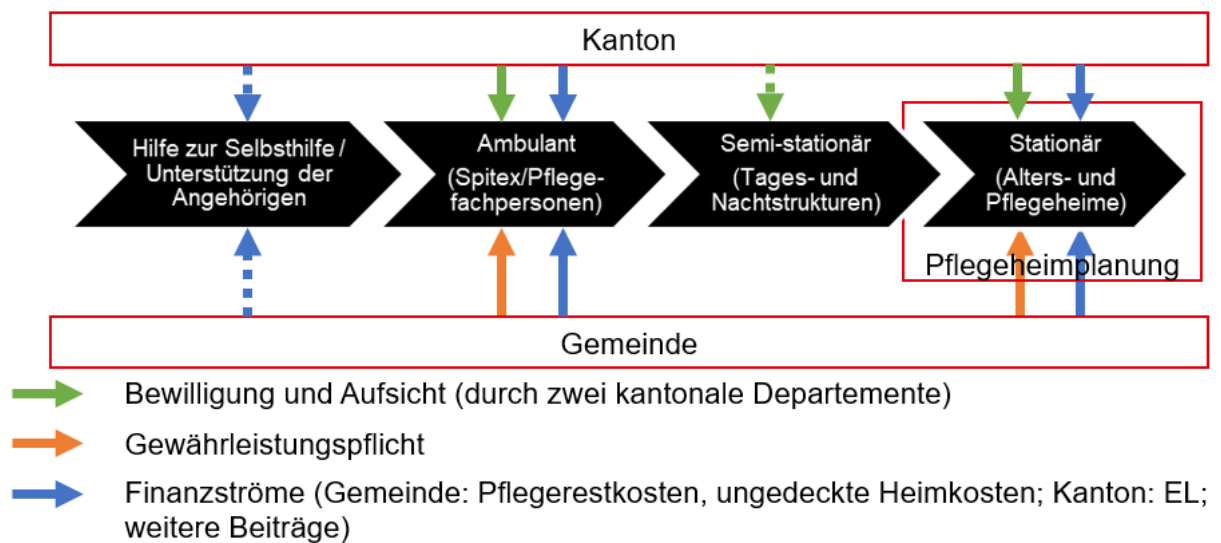 Kanton
Hilfe zur Selbsthilfe /
Unterstützung der
Angehörigen
Ambulant
(Spitex/Pflege-
fachpersonen)
Semi-stationär
(Tages- und
Nachtstrukturen)
Stationär
(Alters- und
Pflegeheime)
Pflegeheimplanung
Gemeinde
Bewilligung und Aufsicht (durch zwei kantonale Departemente)
Gewährleistungspflicht
Finanzströme (Gemeinde: Pflegerestkosten, ungedeckte Heimkosten; Kanton: EL;
weitere Beiträge)